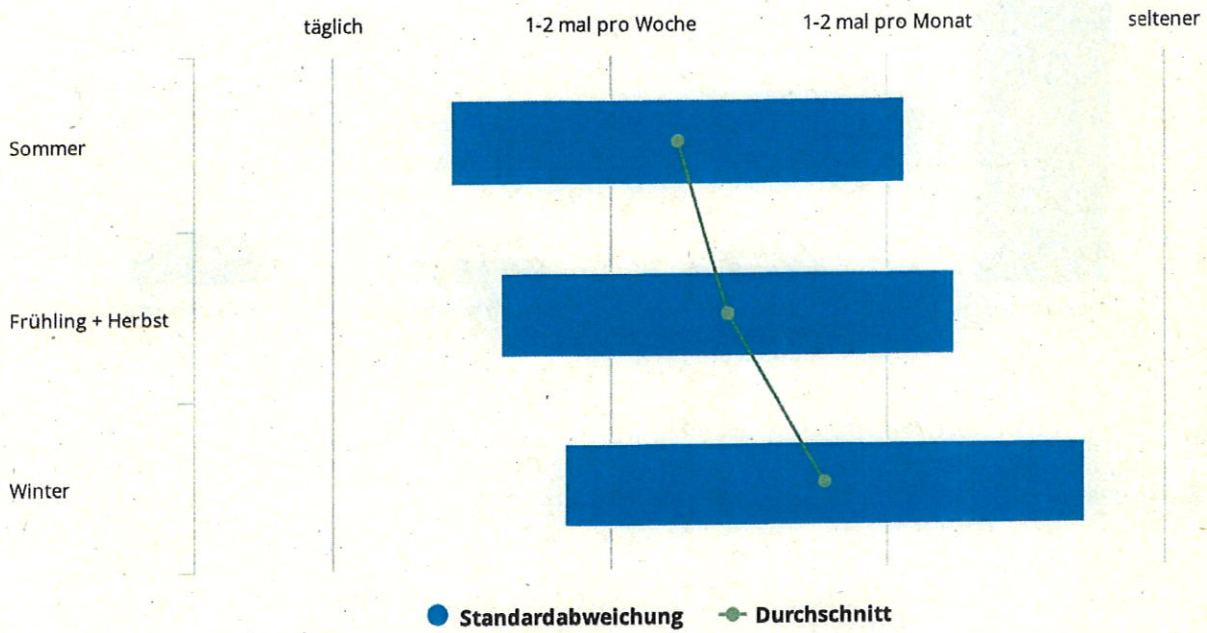 täglich 1-2 mal pro Woche 1-2 mal pro Monat seltener
Sommer
Frühling + Herbst
Winter
Standardabweichung Durchschnitt